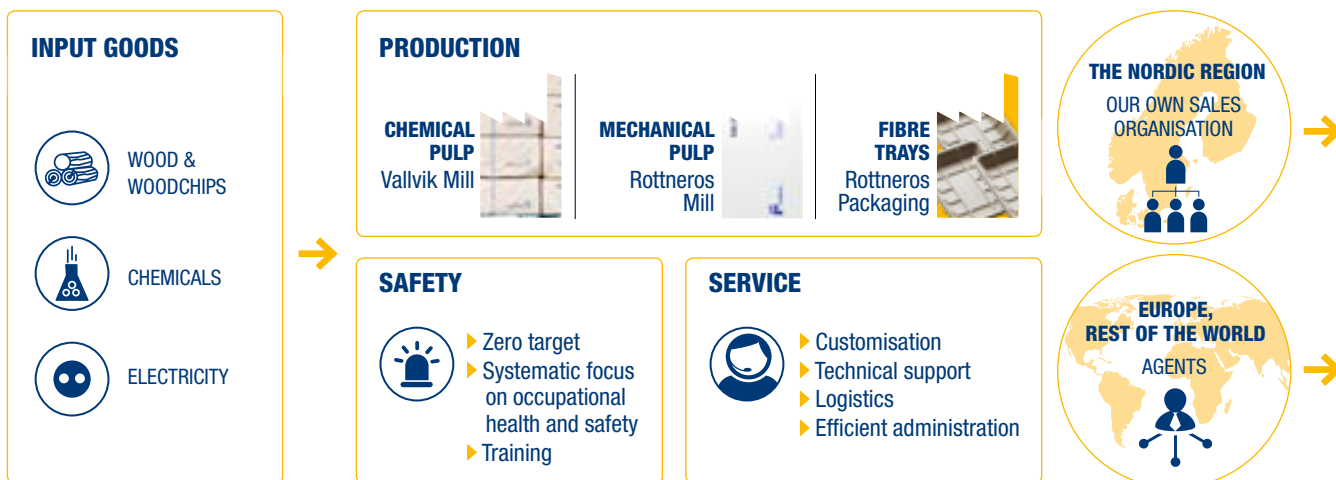 INPUT GOODS
WOOD &
WOODCHIPS
CHEMICALS
ELECTRICITY
PRODUCTION
CHEMICAL
PULP
Vallvik Mill
MECHANICAL
PULP
Rottneros
Mill
FIBRE
TRAYS
Rottneros
Packaging
SAFETY
Zero target
Systematic focus
on occupational
health and safety
Training
SERVICE
Customisation
Technical support
Logistics
Efficient administration
THE NORDIC REGION
OUR OWN SALES
ORGANISATION
EUROPE,
REST OF THE WORLD
AGENTS